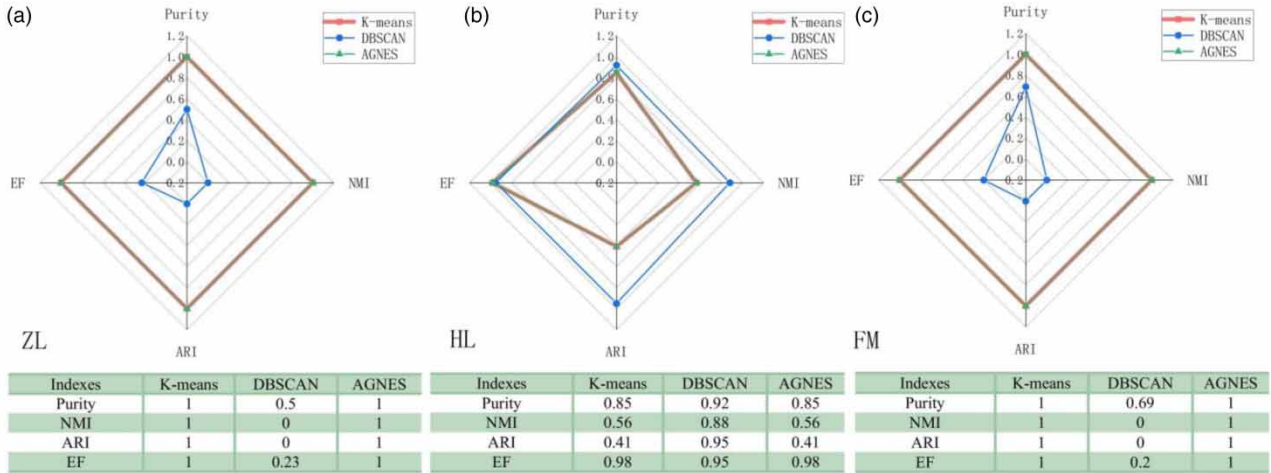 (a)
Purity
K-means
DBSCAN
AGNES
1.2
1.0
0.8
0.6
0.4
0.2
0.0
0.2
EF
NMI
ARI
ZL
Indexes K-means DBSCAN AGNES
Purity 1 0.5 1
NMI 1 0 1
ARI 1 0 1
EF 1 0.23 1
(b)
Purity
K-means
DBSCAN
AGNES
1.2
1.0
0.8
0.6
0.4
0.2
0.0
0.2
EF
NMI
ARI
HL
Indexes K-means DBSCAN AGNES
Purity 0.85 0.92 0.85
NMI 0.56 0.88 0.56
ARI 0.41 0.95 0.41
EF 0.98 0.95 0.98
(c)
Purity
K-means
DBSCAN
AGNES
1.2
1.0
0.8
0.6
0.4
0.2
0.0
0.2
EF
NMI
ARI
FM
Indexes K-means DBSCAN AGNES
Purity 1 0.69 1
NMI 1 0 1
ARI 1 0 1
EF 1 0.2 1